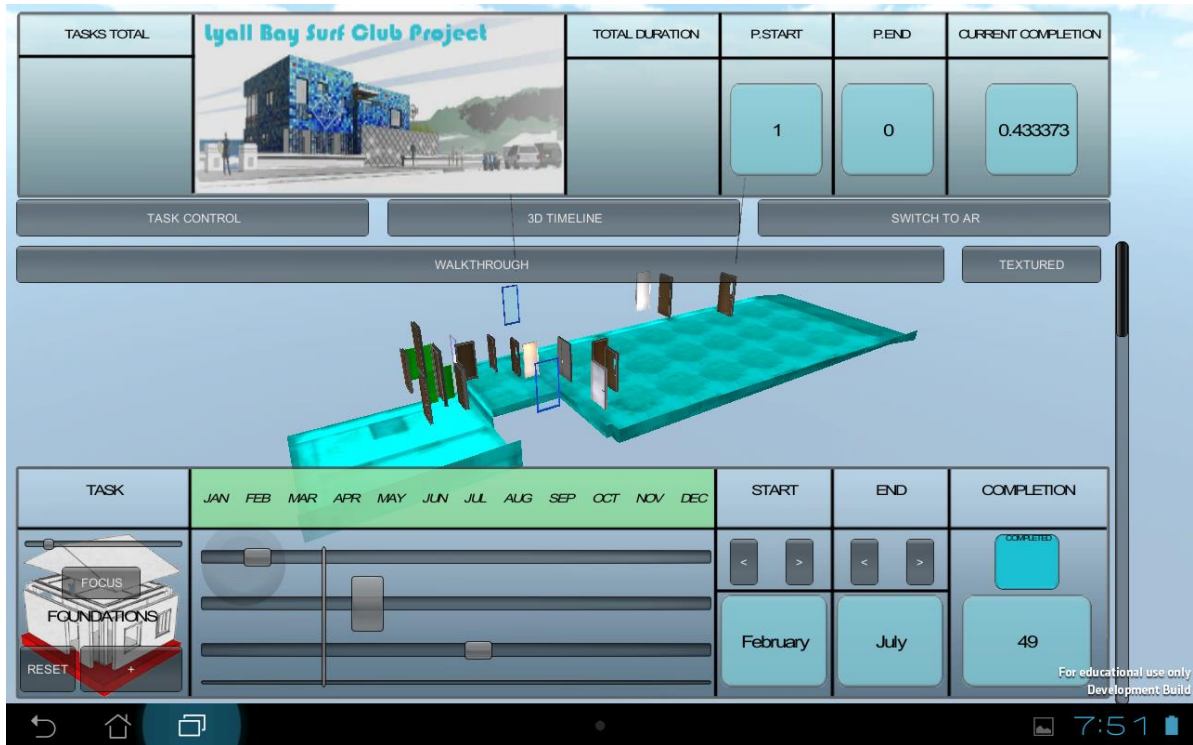 TASKS TOTAL
Lyall Bay Surf Club Project
TOTAL DURATION
P.START
P.END
CURRENT COMPLETION
1
0
0.433373
TASK CONTROL
3D TIMELINE
SWITCH TO AR
WALKTHROUGH
TEXTURED
TASK
JAN FEB MAR APR MAY JUN JUL AUG SEP OCT NOV DEC
START
END
COMPLETION
FOCUS
FOUNDATIONS
RESET
+
<
>
<
>
COMPLETED
February
July
49
For educational use only
Development Build
7:51